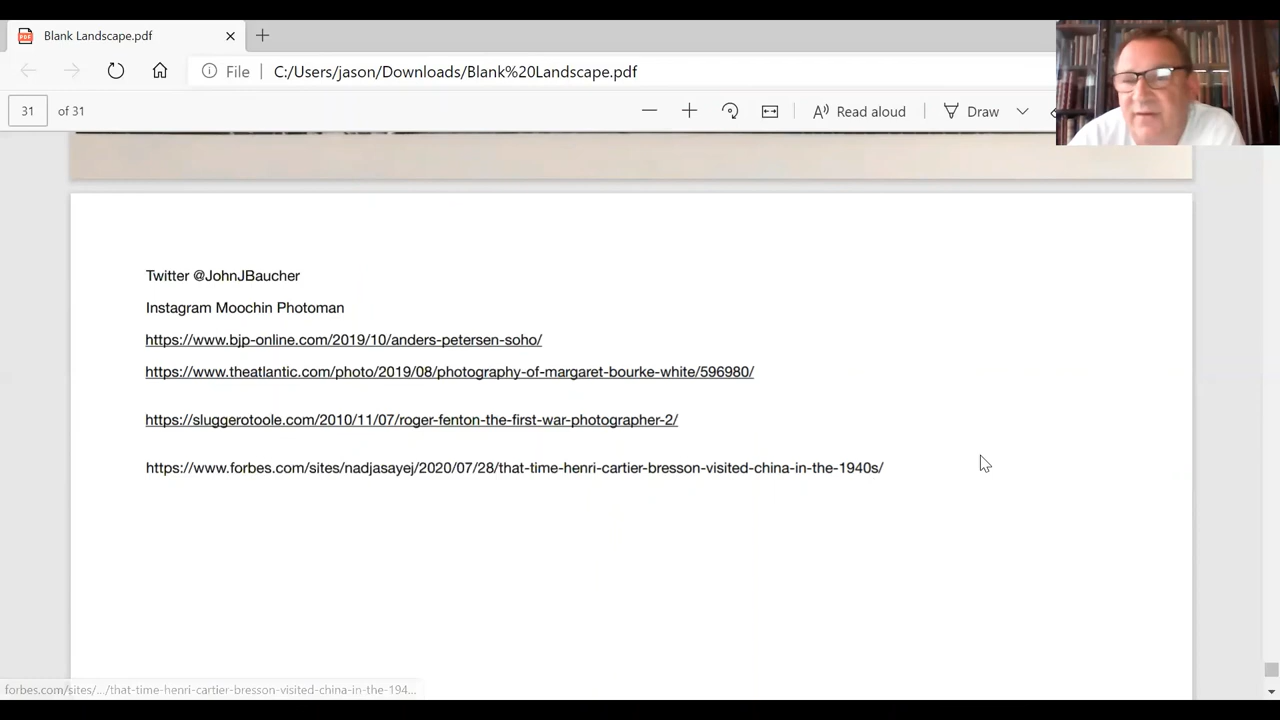 Blank Landscape.pdf
File C:/Users/jason/Downloads/Blank%20Landscape.pdf
31 of 31 Read aloud Draw
Twitter @JohnJBaucher
Instagram Moochin Photoman
https://www.bjp-online.com/2019/10/anders-petersen-soho/
https://www.theatlantic.com/photo/2019/08/photography-of-margaret-bourke-white/596980/
https://sluggerotoole.com/2010/11/07/roger-fenton-the-first-war-photographer-2/
https://www.forbes.com/sites/nadjasayej/2020/07/28/that-time-henri-cartier-bresson-visited-china-in-the-1940s/
forbes.com/sites/.../that-time-henri-cartier-bresson-visited-china-in-the-194...